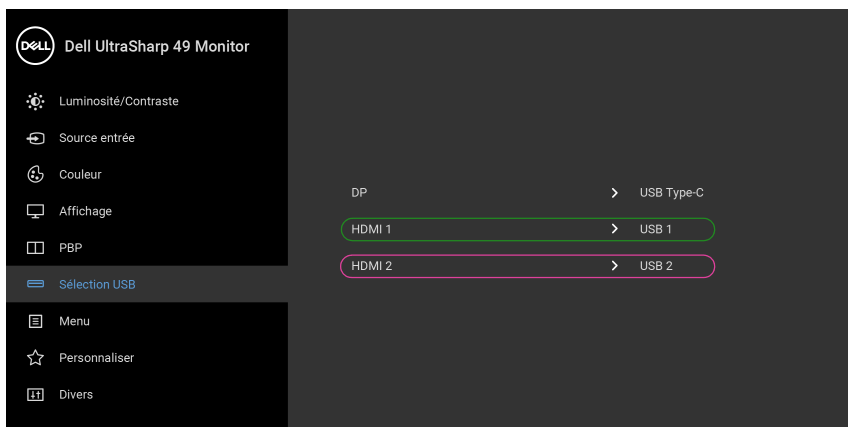 DELL
Dell UltraSharp 49 Monitor
Luminosité/Contraste
Source entrée
Couleur
Affichage
PBP
Sélection USB
Menu
Personnaliser
Divers
DP > USB Type-C
HDMI 1 > USB 1
HDMI 2 > USB 2